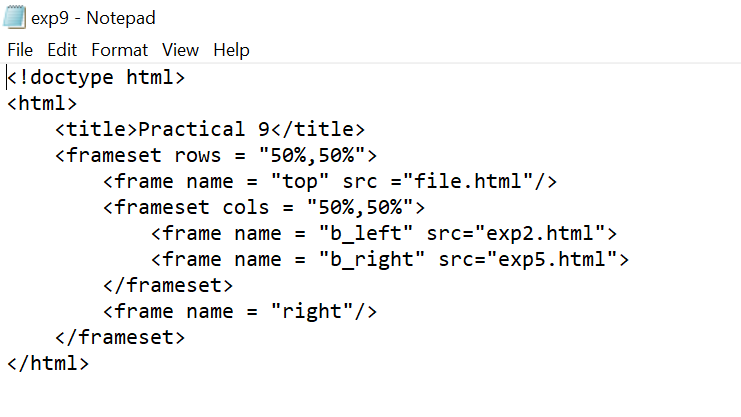 exp9 - Notepad
File Edit Format View Help
<!doctype html>
<html>
    <title>Practical 9</title>
    <frameset rows = "50%,50%">
        <frame name = "top" src ="file.html"/>
        <frameset cols = "50%,50%">
            <frame name = "b_left" src="exp2.html">
            <frame name = "b_right" src="exp5.html">
        </frameset>
        <frame name = "right"/>
    </frameset>
</html>